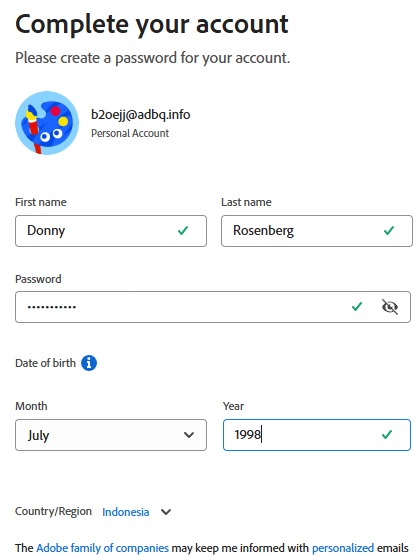 Complete your account
Please create a password for your account.
b2oejj@adbq.info
Personal Account
First name
Last name
Donny
Rosenberg
Password
•••••••••••
Date of birth
Month
Year
July
1998
Country/Region Indonesia
The Adobe family of companies may keep me informed with personalized emails